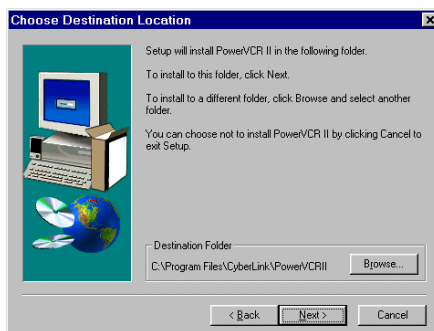 Choose Destination Location
Setup will install PowerVCR II in the following folder.
To install to this folder, click Next.
To install to a different folder, click Browse and select another
folder.
You can choose not to install PowerVCR II by clicking Cancel to
exit Setup.
Destination Folder
C:\Program Files\CyberLink\PowerVCRII
Browse...
< Back
Next >
Cancel